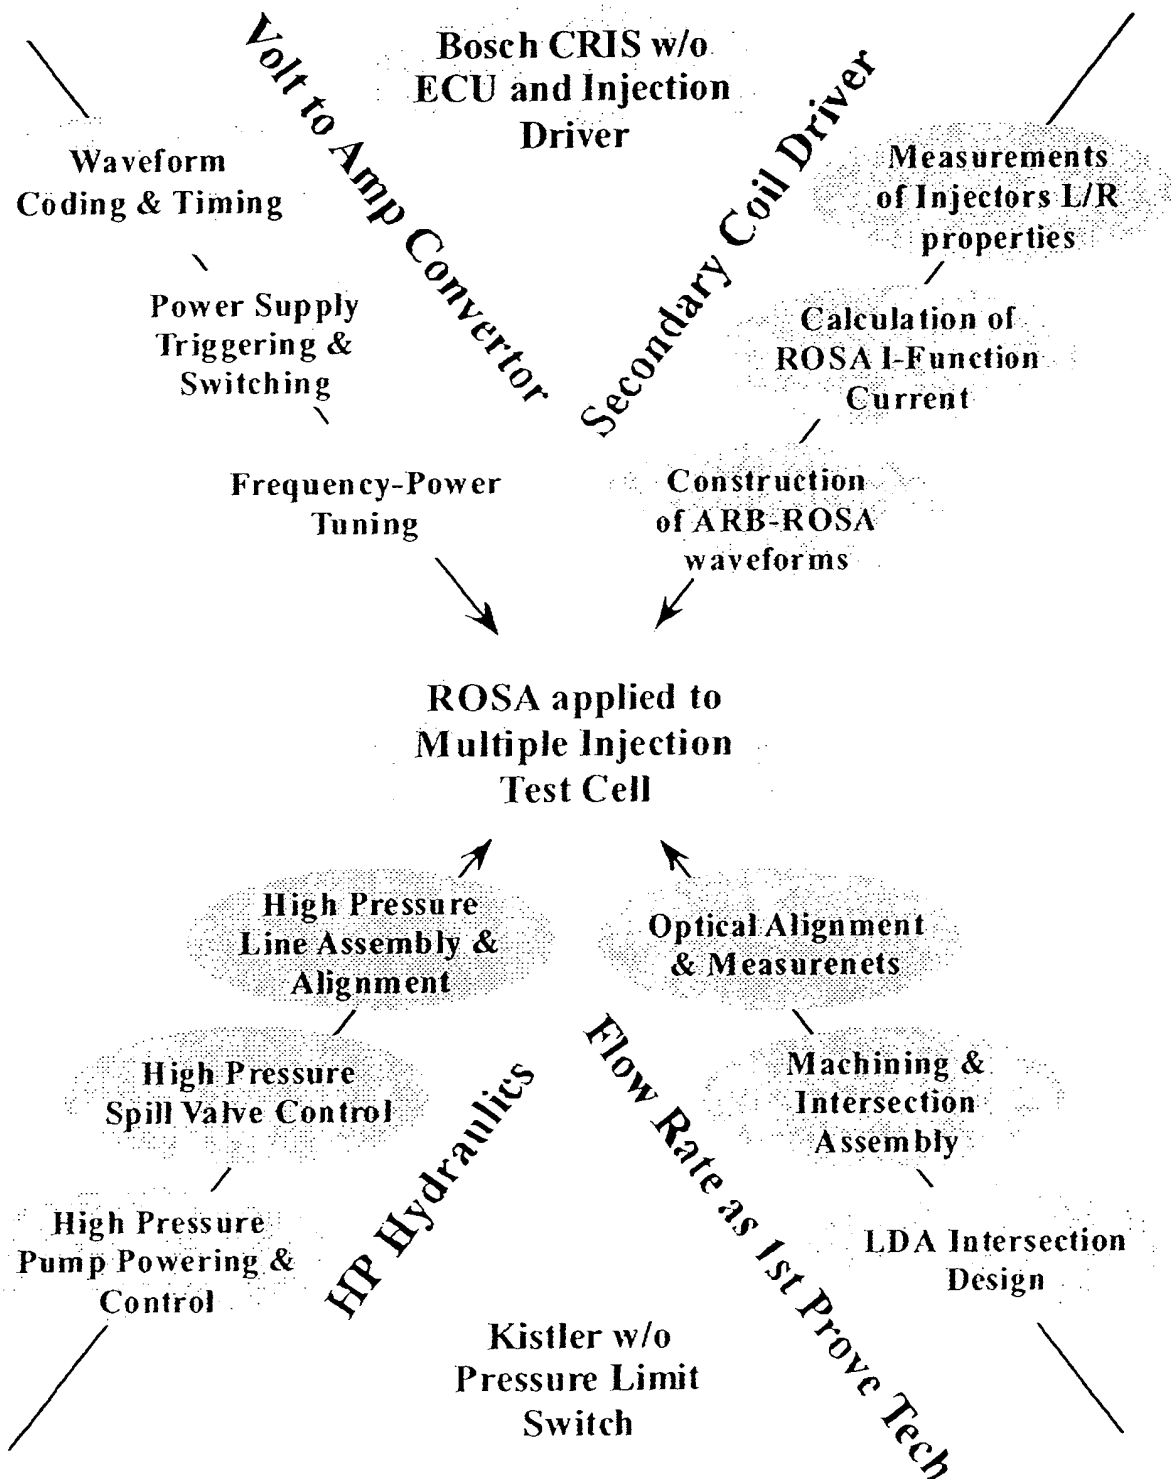 Volt to Amp Convertor
Bosch CRIS w/o
ECU and Injection
Driver
Secondary Coil Driver
Waveform
Coding & Timing
Power Supply
Triggering &
Switching
Frequency-Power
Tuning
Measurements
of Injectors L/R
properties
Calculation of
ROSA I-Function
Current
Construction
of ARB-ROSA
waveforms
ROSA applied to
Multiple Injection
Test Cell
High Pressure
Line Assembly &
Alignment
High Pressure
Spill Valve Control
High Pressure
Pump Powering &
Control
HP Hydraulics
Optical Alignment
& Measurenets
Machining &
Intersection
Assembly
LDA Intersection
Design
Flow Rate as 1st Prove Tech
Kistler w/o
Pressure Limit
Switch